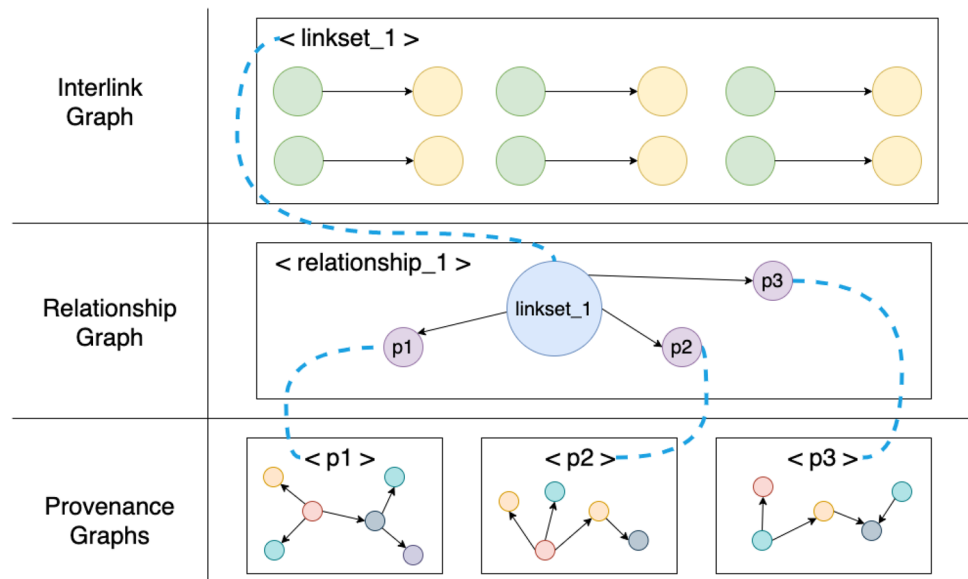 Interlink
Graph
< linkset_1 >
Relationship
Graph
< relationship_1 >
linkset_1
p1
p2
p3
Provenance
Graphs
< p1 >
< p2 >
< p3 >